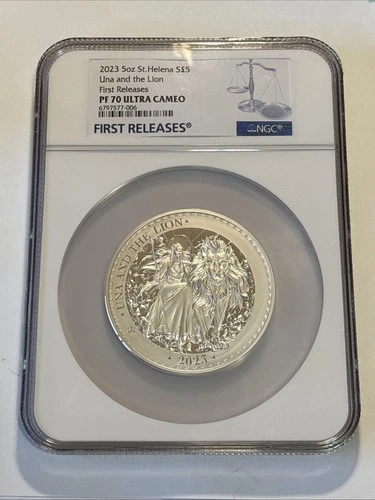 2023 5oz St.Helena S£5
Una and the Lion
First Releases
PF 70 ULTRA CAMEO
6797577-006
FIRST RELEASES®
NGC®
· UNA AND THE LION ·
· 2023 ·